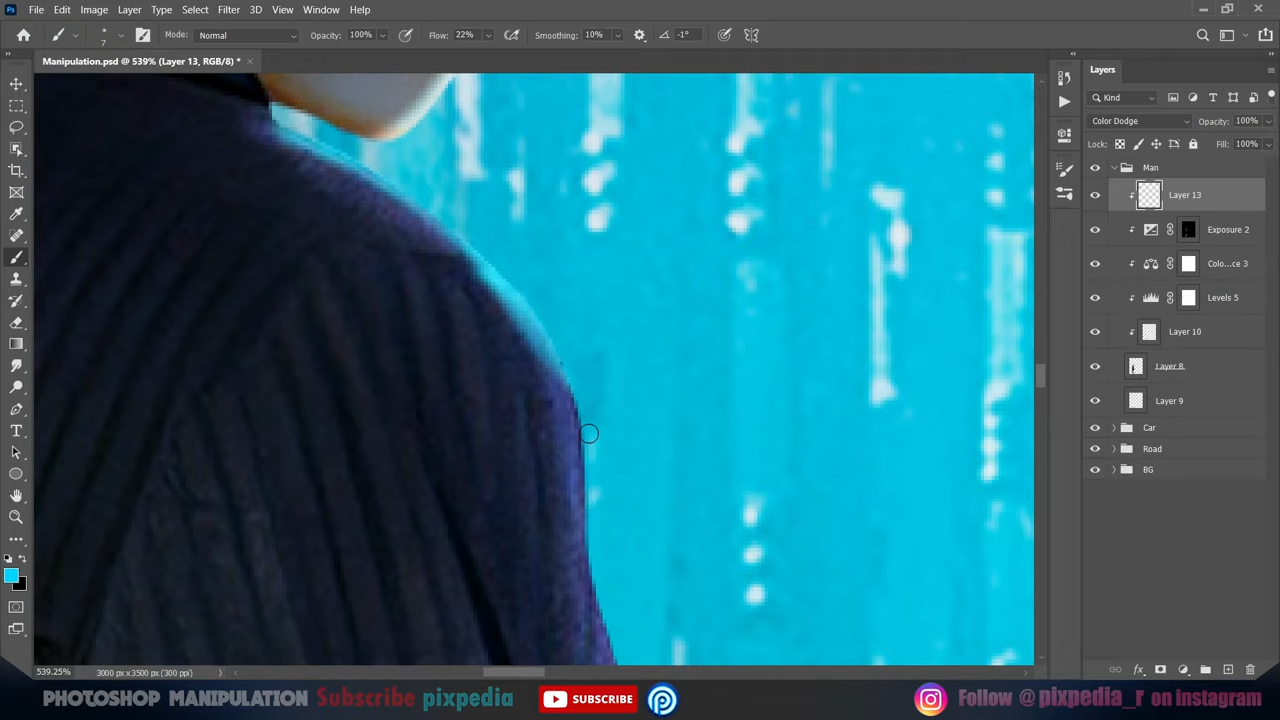 Ps File Edit Image Layer Type Select Filter 3D View Window Help
7 Mode: Normal Opacity: 100% Flow: 22% Smoothing: 10% -1°
Manipulation.psd @ 539% (Layer 13, RGB/8) *
Layers
Kind
Color Dodge Opacity: 100%
Lock: Fill: 100%
Man
Layer 13
Exposure 2
Colo...ce 3
Levels 5
Layer 10
Layer 8
Layer 9
Car
Road
BG
539.25% 3000 px x 3500 px (300 ppi)
PHOTOSHOP MANIPULATION Subscribe pixpedia SUBSCRIBE Follow @pixpedia_r on instagram